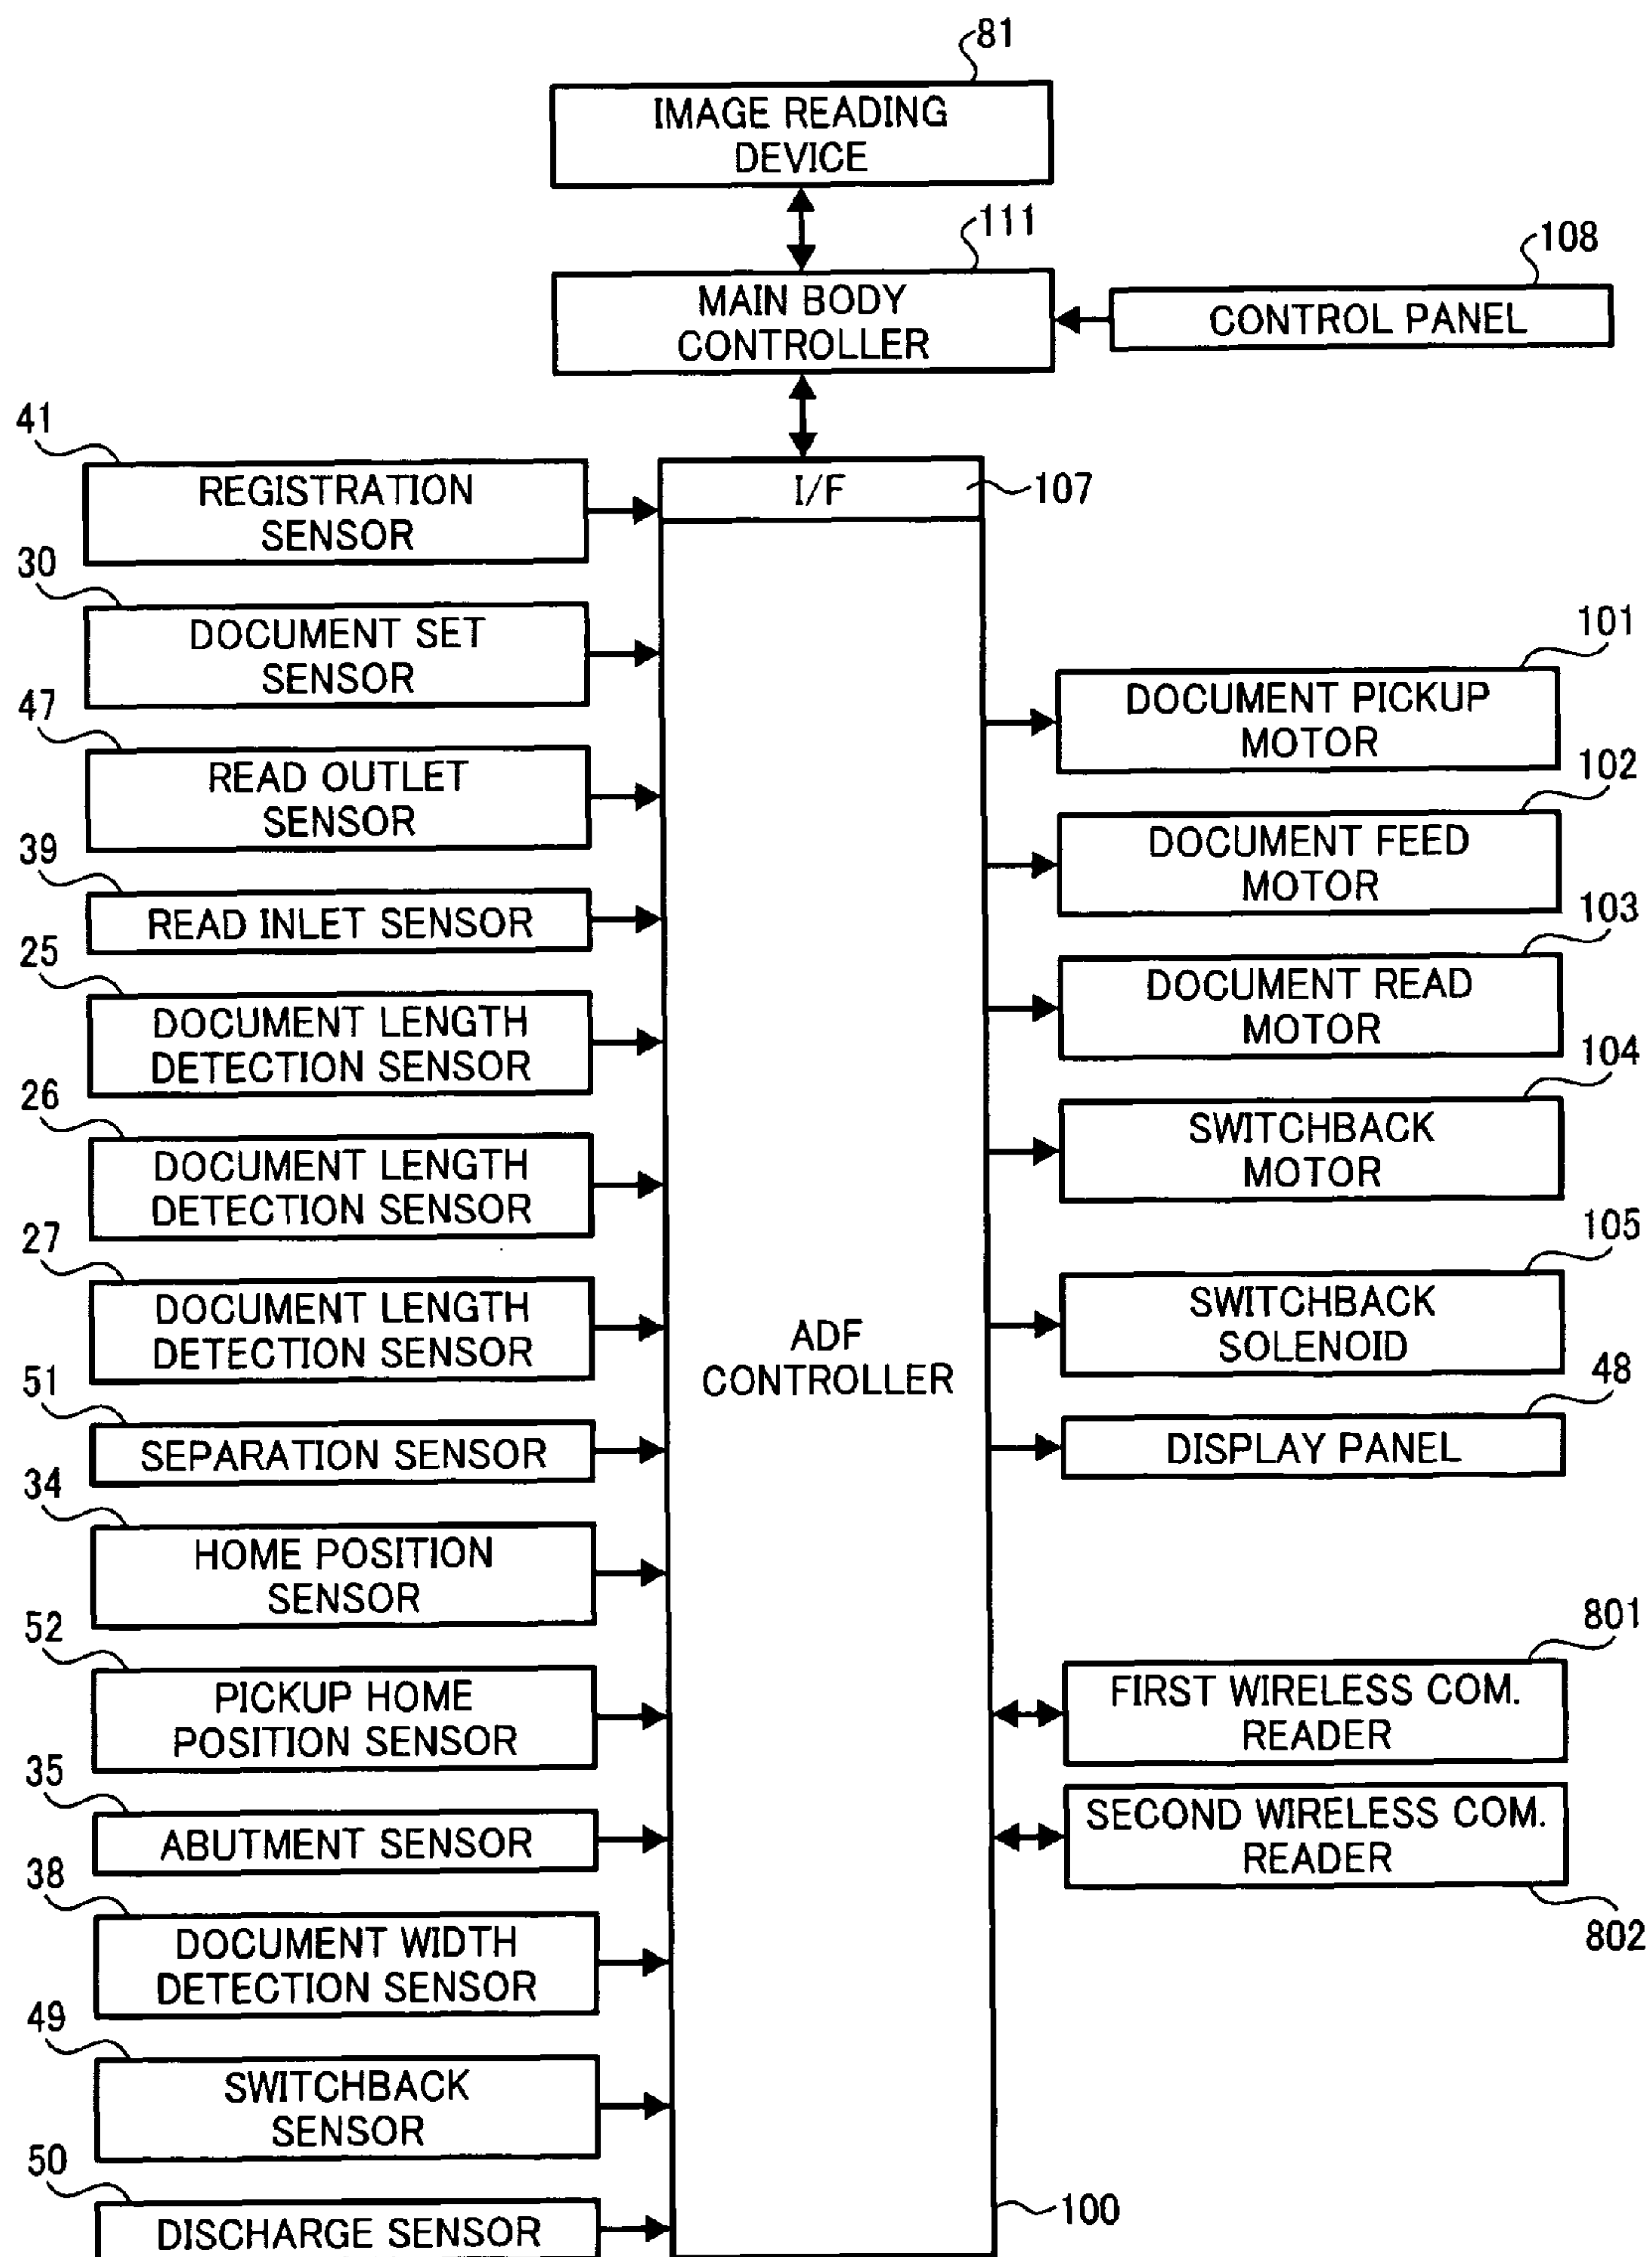 81
IMAGE READING
DEVICE
111
MAIN BODY
CONTROLLER
108
CONTROL PANEL
41
REGISTRATION
SENSOR
I/F
107
30
DOCUMENT SET
SENSOR
47
READ OUTLET
SENSOR
39
READ INLET SENSOR
25
DOCUMENT LENGTH
DETECTION SENSOR
26
DOCUMENT LENGTH
DETECTION SENSOR
27
DOCUMENT LENGTH
DETECTION SENSOR
51
SEPARATION SENSOR
34
HOME POSITION
SENSOR
52
PICKUP HOME
POSITION SENSOR
35
ABUTMENT SENSOR
38
DOCUMENT WIDTH
DETECTION SENSOR
49
SWITCHBACK
SENSOR
50
DISCHARGE SENSOR
ADF
CONTROLLER
100
101
DOCUMENT PICKUP
MOTOR
102
DOCUMENT FEED
MOTOR
103
DOCUMENT READ
MOTOR
104
SWITCHBACK
MOTOR
105
SWITCHBACK
SOLENOID
48
DISPLAY PANEL
801
FIRST WIRELESS COM.
READER
SECOND WIRELESS COM.
READER
802